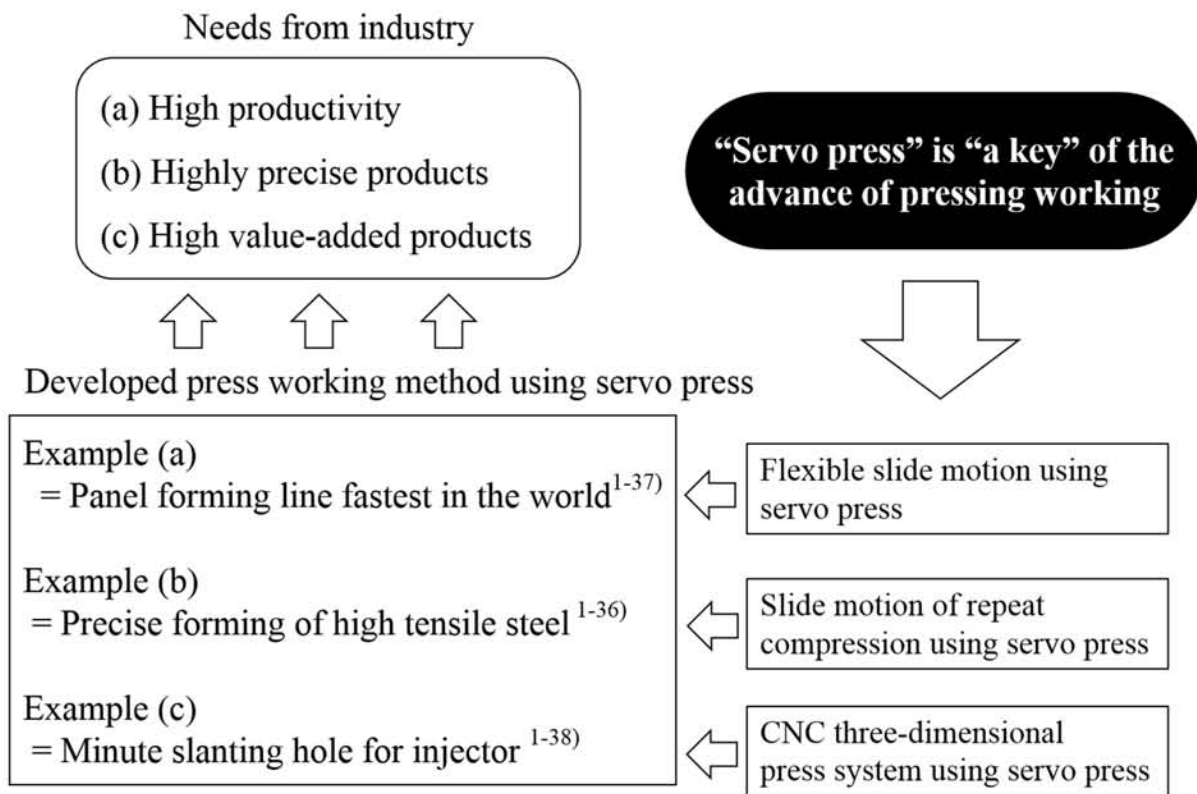 Needs from industry
(a) High productivity
(b) Highly precise products
(c) High value-added products
“Servo press” is “a key” of the
advance of pressing working
Developed press working method using servo press
Example (a)
= Panel forming line fastest in the world1-37)
Flexible slide motion using
servo press
Example (b)
= Precise forming of high tensile steel 1-36)
Slide motion of repeat
compression using servo press
Example (c)
= Minute slanting hole for injector 1-38)
CNC three-dimensional
press system using servo press